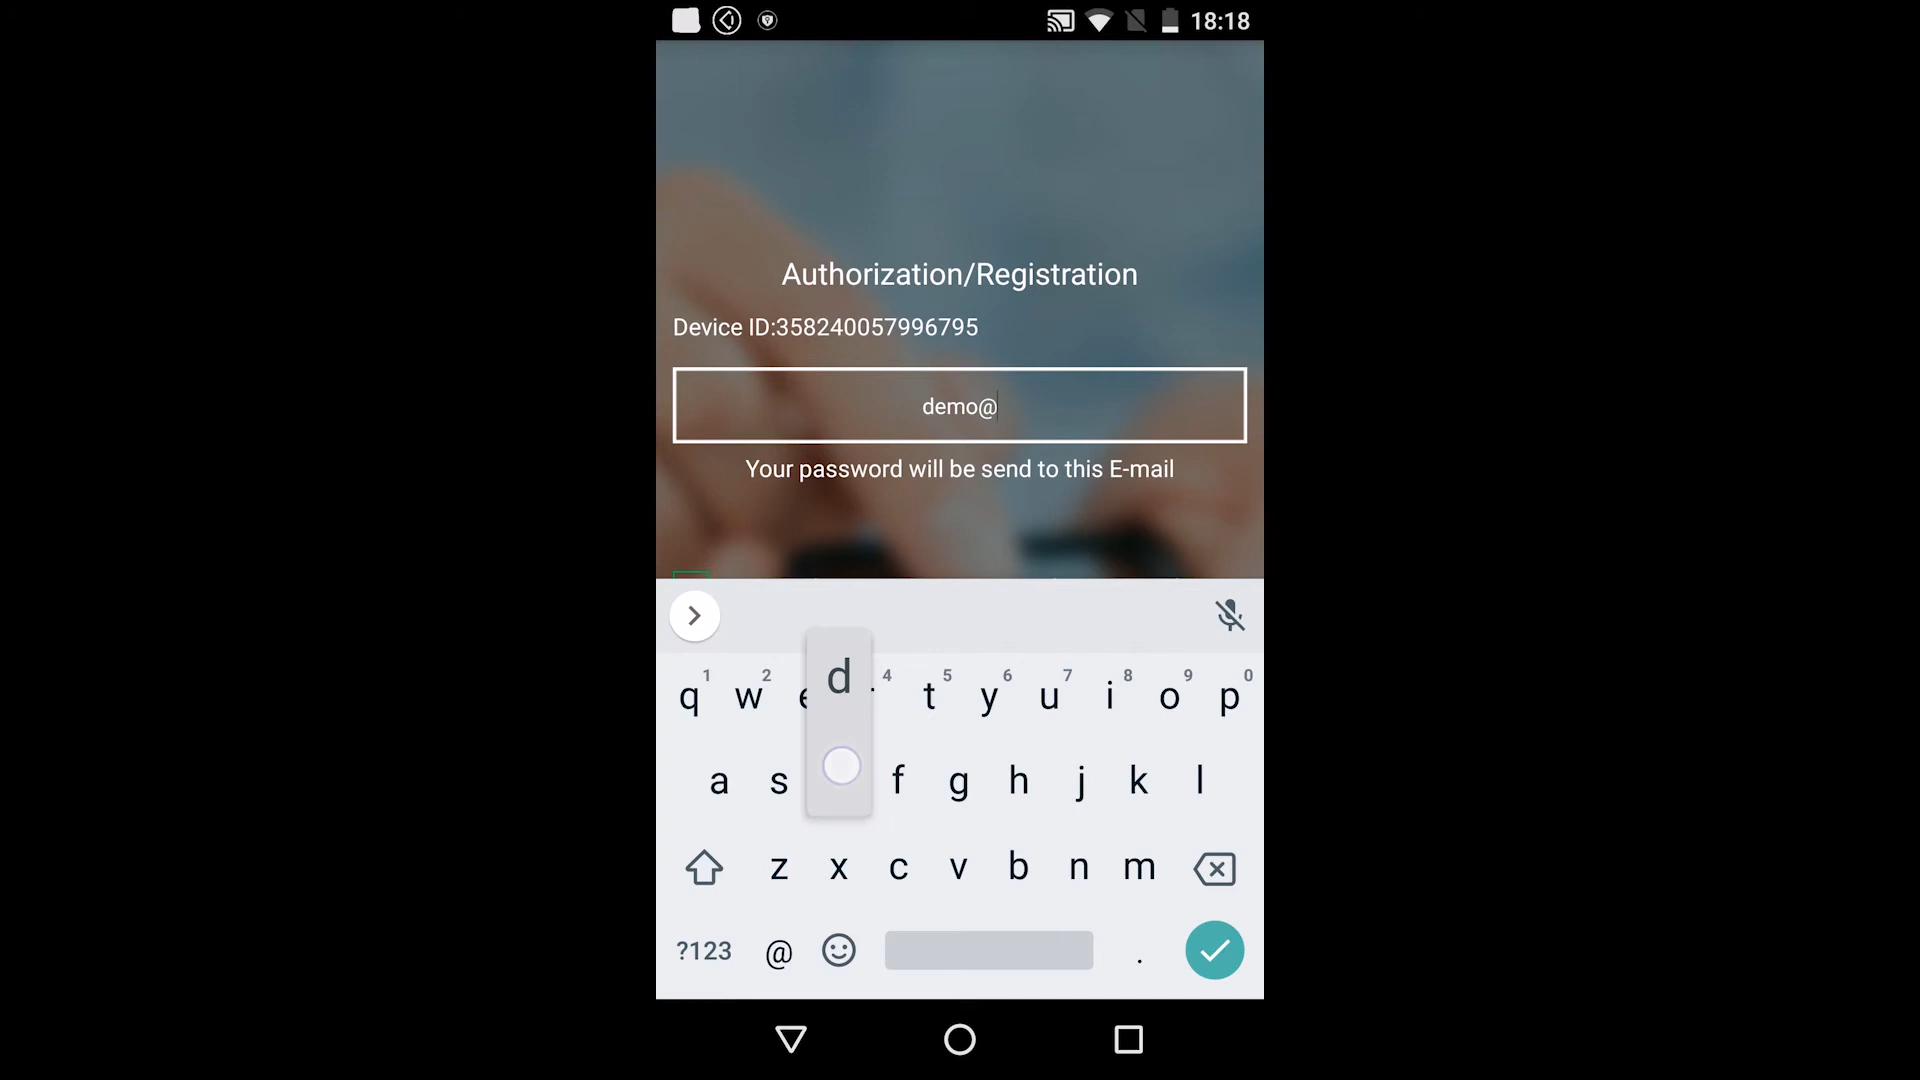 18:18
Authorization/Registration
Device ID:358240057996795
demo@
Your password will be send to this E-mail
d
1 2 4 5 6 7 8 9 0
q w e t y u i o p
a s f g h j k l
z x c v b n m
?123 @ .